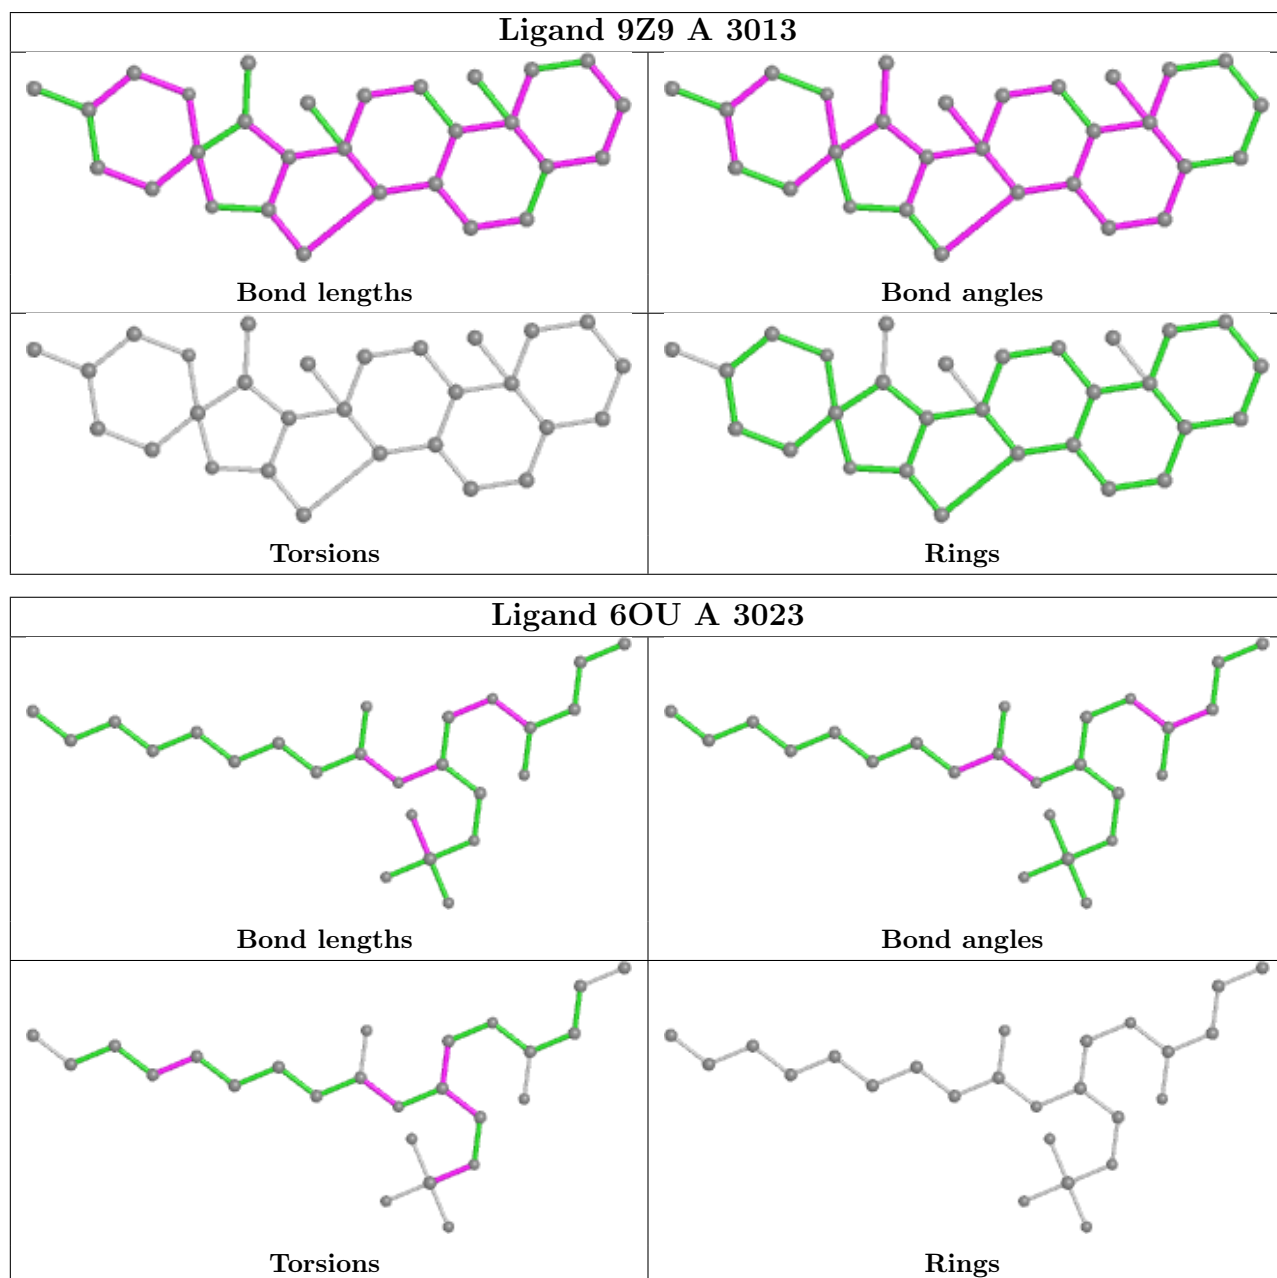 Ligand 9Z9 A 3013
Bond lengths
Bond angles
Torsions
Rings
Ligand 6OU A 3023
Bond lengths
Bond angles
Torsions
Rings